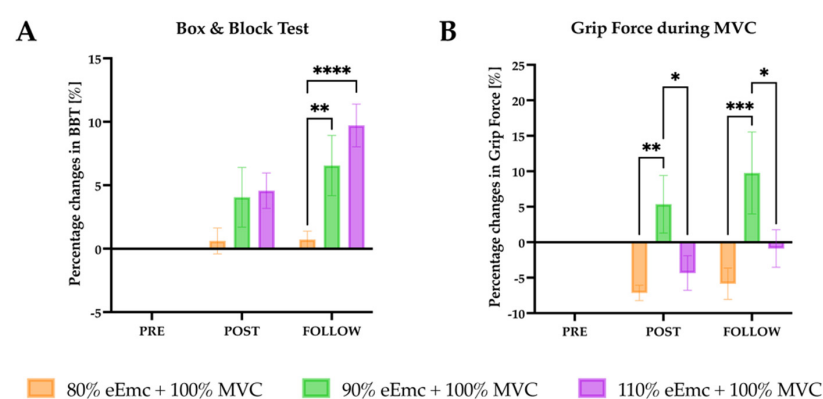 A
Box & Block Test
Percentage changes in BBT [%]
15
10
5
0
-5
**
****
PRE
POST
FOLLOW
B
Grip Force during MVC
Percentage changes in Grip Force [%]
25
20
15
10
5
0
-5
-10
**
*
***
*
PRE
POST
FOLLOW
80% eEmc + 100% MVC
90% eEmc + 100% MVC
110% eEmc + 100% MVC